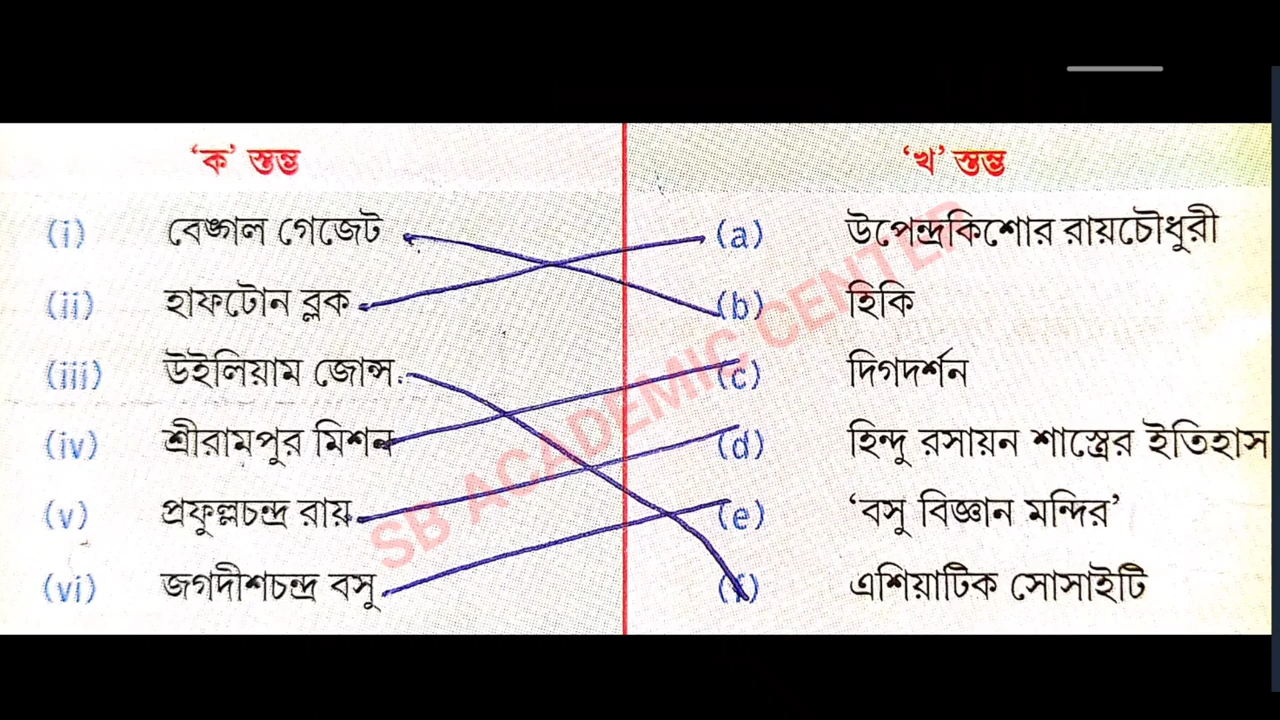 ‘ক’ স্তম্ভ ‘খ’ স্তম্ভ
(i) বেঙ্গল গেজেট (a) উপেন্দ্রকিশোর রায়চৌধুরী
(ii) হাফটোন ব্লক (b) হিকি
(iii) উইলিয়াম জোন্স. (c) দিগদর্শন
(iv) শ্রীরামপুর মিশন (d) হিন্দু রসায়ন শাস্ত্রের ইতিহাস
(v) প্রফুল্লচন্দ্র রায় (e) ‘বসু বিজ্ঞান মন্দির’
(vi) জগদীশচন্দ্র বসু (f) এশিয়াটিক সোসাইটি
SB ACADEMIC CENTER